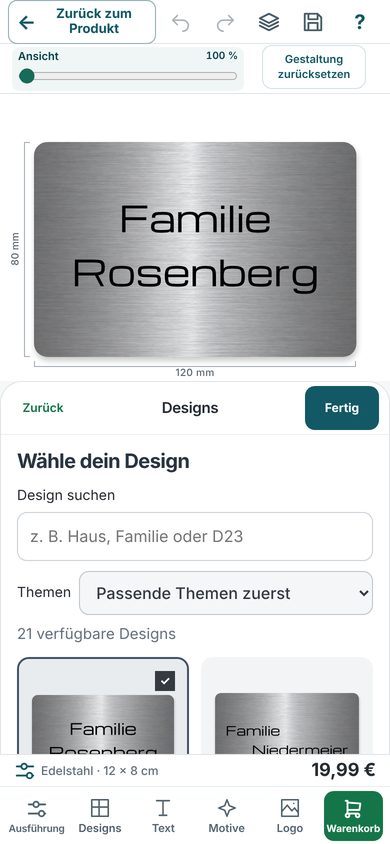 Zurück zum
Produkt
?
Ansicht 100 %
Gestaltung
zurücksetzen
80 mm
Familie
Rosenberg
120 mm
Zurück Designs Fertig
Wähle dein Design
Design suchen
z. B. Haus, Familie oder D23
Themen Passende Themen zuerst
21 verfügbare Designs
Familie
Rosenberg
Familie
Niedermeier
Edelstahl · 12 × 8 cm 19,99 €
Ausführung Designs Text Motive Logo Warenkorb